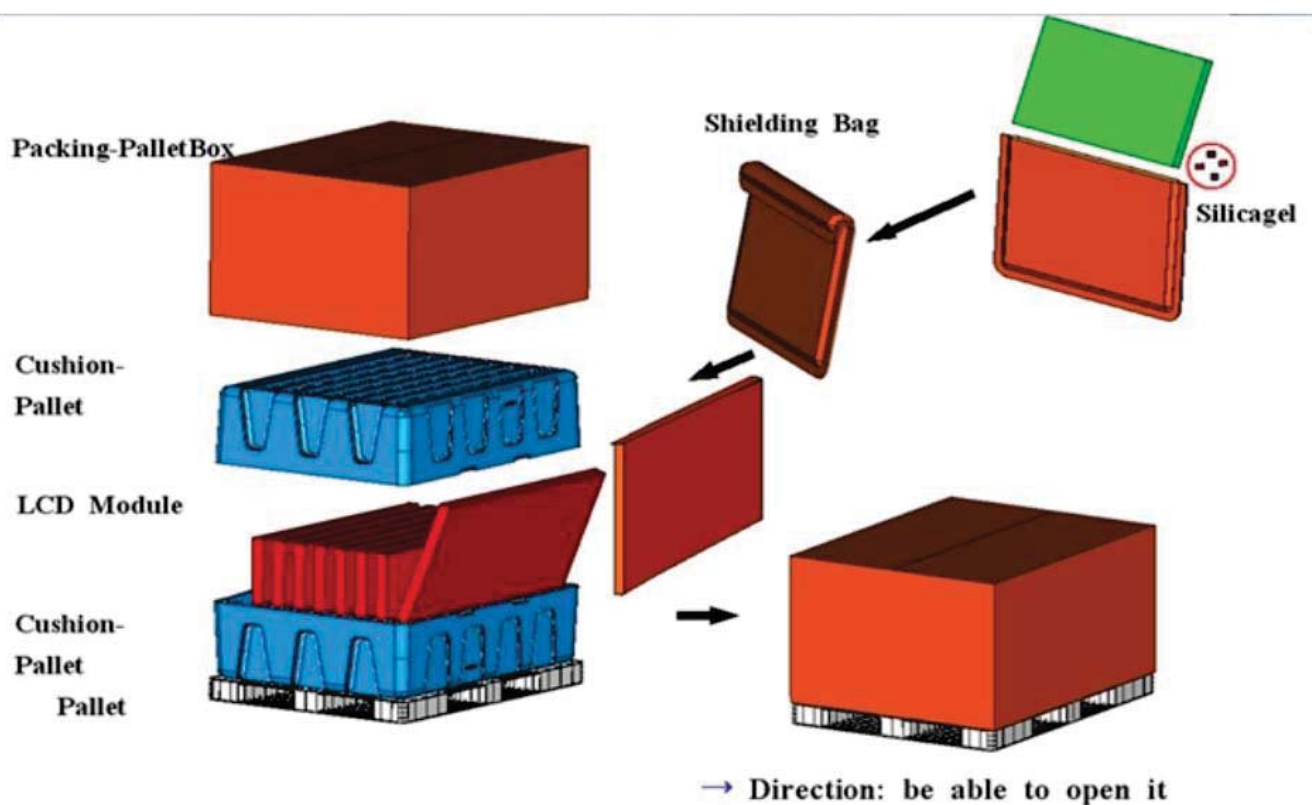 Packing-PalletBox
Shielding Bag
Silicagel
Cushion-
Pallet
LCD Module
Cushion-
Pallet
Pallet
→ Direction: be able to open it